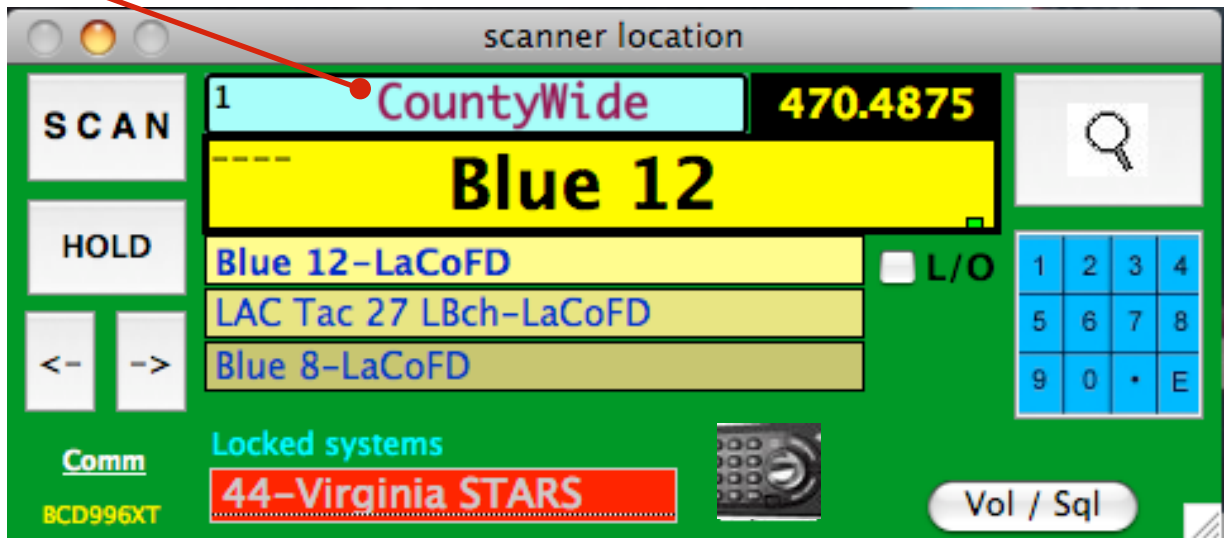 scanner location
SCAN
1 CountyWide
470.4875
----
Blue 12
HOLD
Blue 12-LaCoFD
L/O
LAC Tac 27 LBch-LaCoFD
Blue 8-LaCoFD
<- ->
1 2 3 4
5 6 7 8
9 0 • E
Comm
BCD996XT
Locked systems
44-Virginia STARS
Vol / Sql